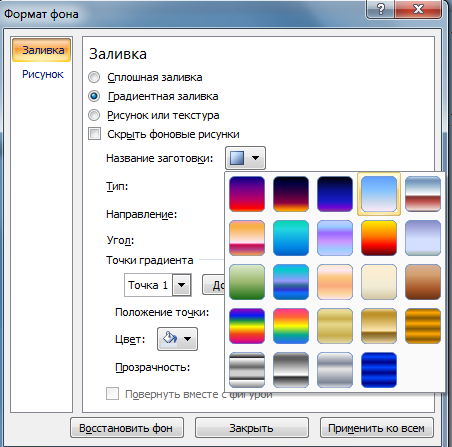 Формат фона
?
Заливка
Рисунок
Заливка
Сплошная заливка
Градиентная заливка
Рисунок или текстура
Скрыть фоновые рисунки
Название заготовки:
Тип:
Направление:
Угол:
Точки градиента
Точка 1
До
Положение точки:
Цвет:
Прозрачность:
Повернуть вместе с фигурой
Восстановить фон
Закрыть
Применить ко всем